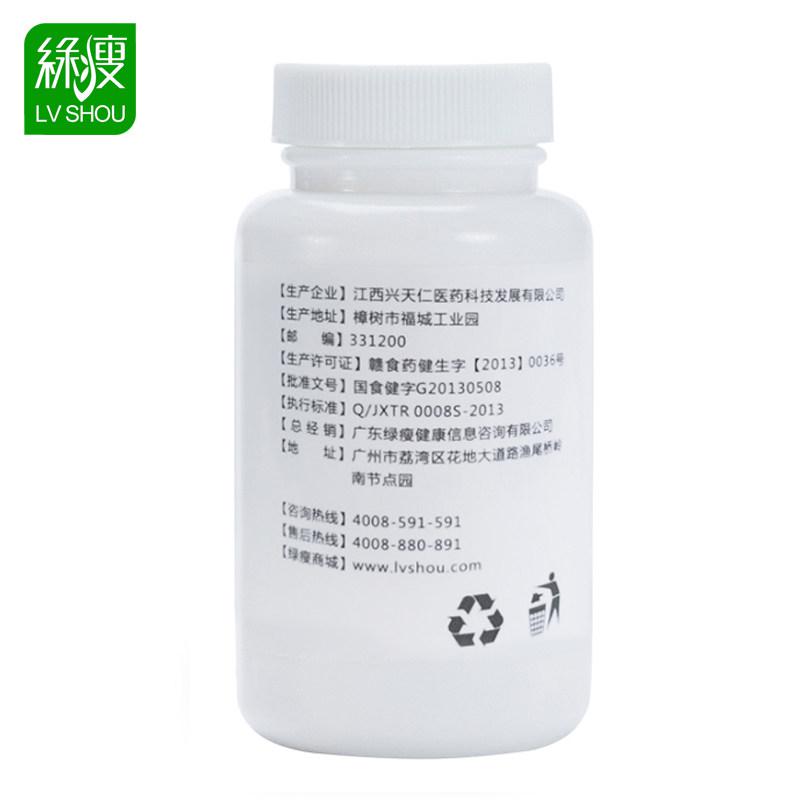 綠瘦
LV SHOU
【生产企业】江西兴天仁医药科技发展有限公司
【生产地址】樟树市福城工业园
【邮 编】331200
【生产许可证】赣食药健生字【2013】0036号
【批准文号】国食健字G20130508
【执行标准】Q/JXTR 0008S-2013
【总 经 销】广东绿瘦健康信息咨询有限公司
【地 址】广州市荔湾区花地大道路渔尾桥岭
南节点园
【咨询热线】4008-591-591
【售后热线】4008-880-891
【绿瘦商城】www.lvshou.com